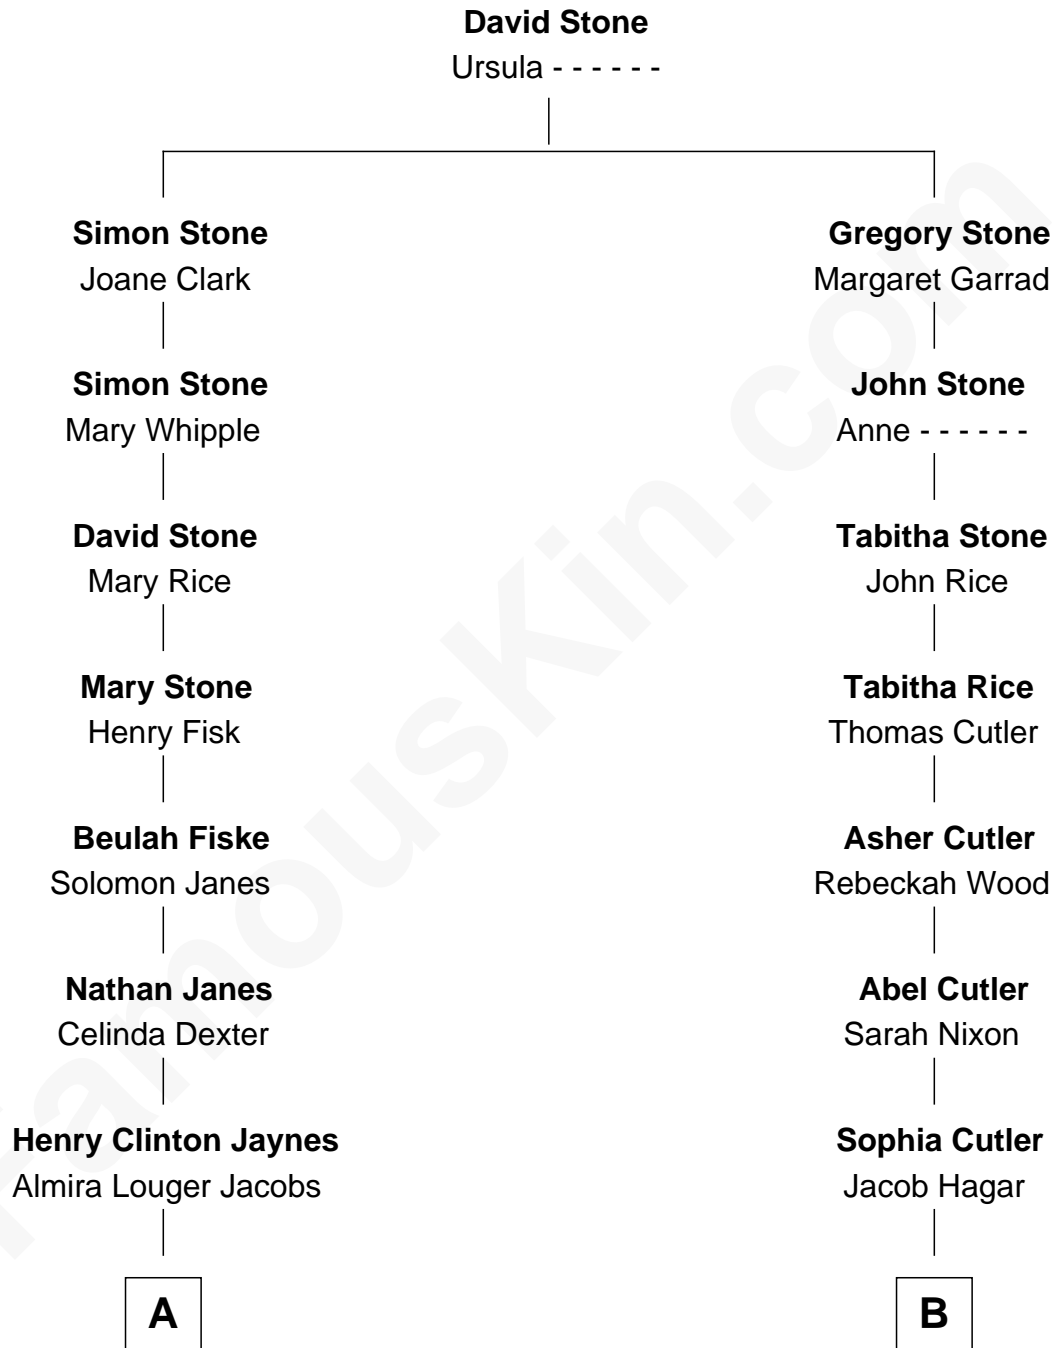 David Stone
Ursula - - - - - -
Simon Stone
Joane Clark
Gregory Stone
Margaret Garrad
Simon Stone
Mary Whipple
John Stone
Anne - - - - - -
David Stone
Mary Rice
Tabitha Stone
John Rice
Mary Stone
Henry Fisk
Tabitha Rice
Thomas Cutler
Beulah Fiske
Solomon Janes
Asher Cutler
Rebeckah Wood
Nathan Janes
Celinda Dexter
Abel Cutler
Sarah Nixon
Henry Clinton Jaynes
Almira Louger Jacobs
Sophia Cutler
Jacob Hagar
A
B
FamousKin.com